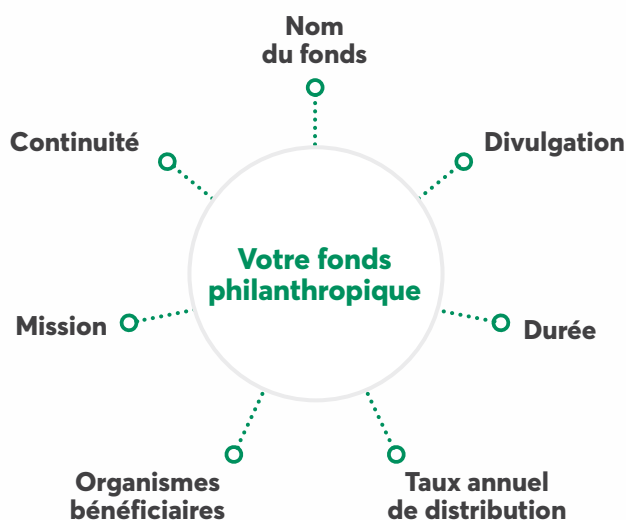 Nom
du fonds
Continuité
Divulgation
Votre fonds
philanthropique
Mission
Durée
Organismes
bénéficiaires
Taux annuel
de distribution